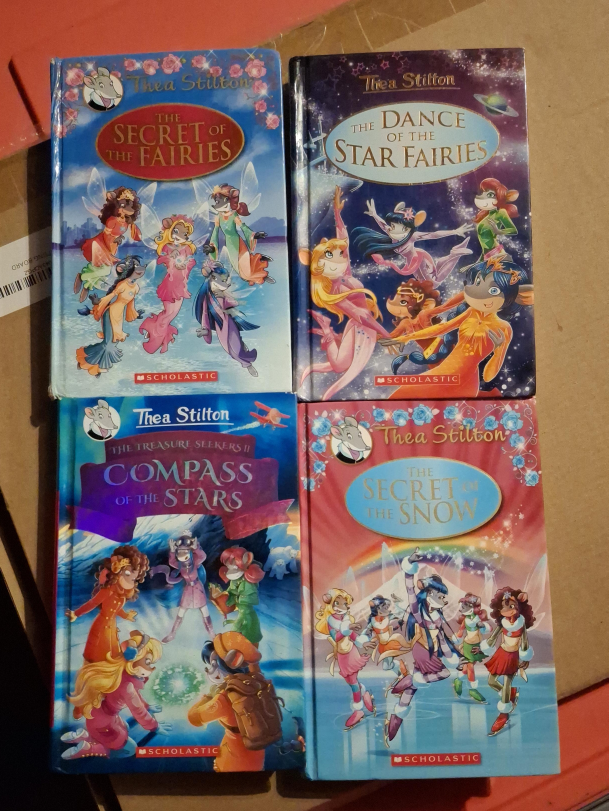 Thea Stilton
THE
SECRET OF
THE FAIRIES
SCHOLASTIC
Thea Stilton
THE DANCE
OF THE
STAR FAIRIES
SCHOLASTIC
Thea Stilton
THE TREASURE SEEKERS II
COMPASS
OF THE STARS
SCHOLASTIC
Thea Stilton
THE
SECRET OF
THE SNOW
SCHOLASTIC